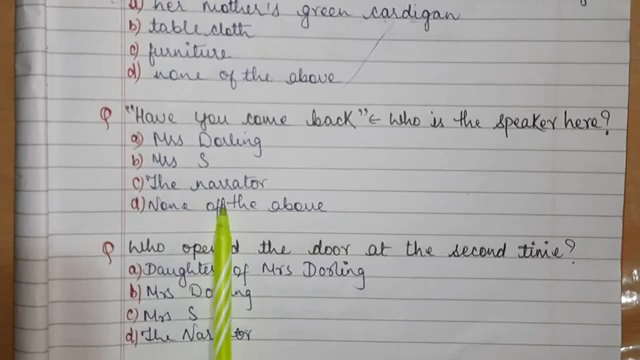 a) her mother's green cardigan
b) table cloth
c) furniture
d) none of the above
Q "Have you come back" ← Who is the speaker here?
a) Mrs Dorling
b) Mrs S
c) The narrator
d) None of the above
Q Who opened the door at the second time?
a) Daughter of Mrs Dorling
b) Mrs Dorling
c) Mrs S
d) The Narrator